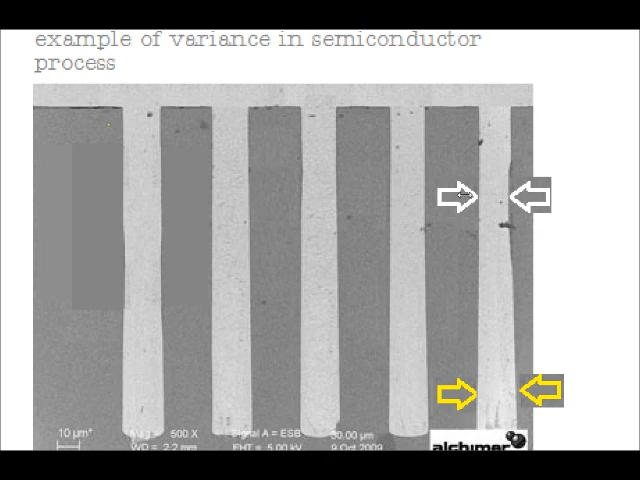 example of variance in semiconductor
process
10 µm* Mag = 500 X Signal A = ESB 30.00 µm
WD = 2.2 mm EHT = 5.00 kV 9 Oct 2009
alchimer